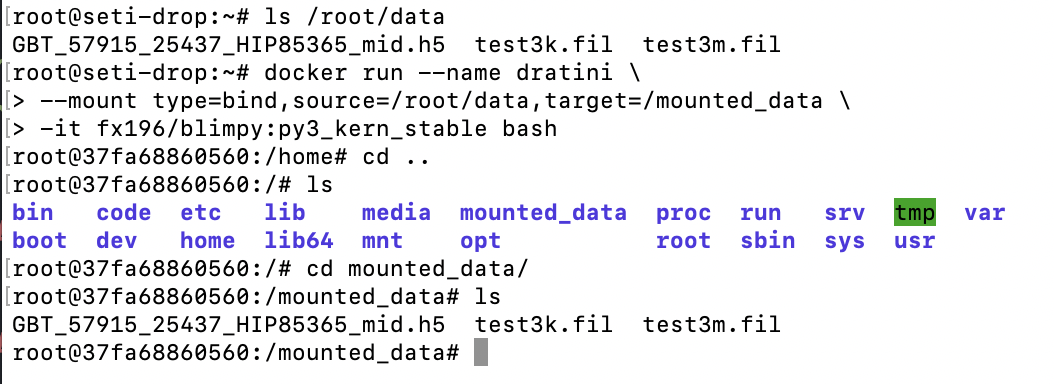 [root@seti-drop:~# ls /root/data
GBT_57915_25437_HIP85365_mid.h5  test3k.fil  test3m.fil
[root@seti-drop:~# docker run --name dratini \
[> --mount type=bind,source=/root/data,target=/mounted_data \
[> -it fx196/blimpy:py3_kern_stable bash
[root@37fa68860560:/home# cd ..
[root@37fa68860560:/# ls
bin   code  etc   lib    media  mounted_data  proc  run   srv  tmp  var
boot  dev   home  lib64  mnt    opt           root  sbin  sys  usr
[root@37fa68860560:/# cd mounted_data/
[root@37fa68860560:/mounted_data# ls
GBT_57915_25437_HIP85365_mid.h5  test3k.fil  test3m.fil
root@37fa68860560:/mounted_data#